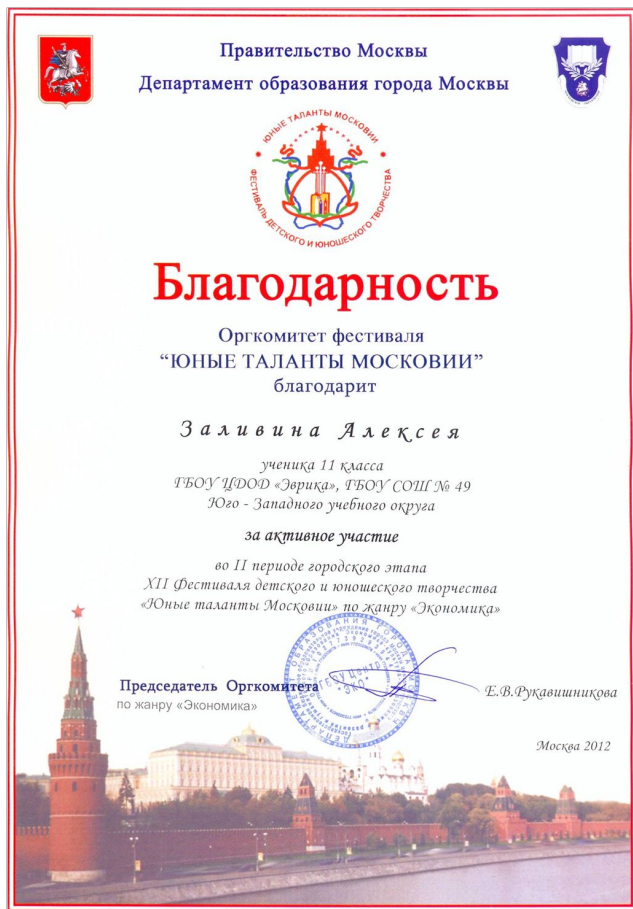 Правительство Москвы
Департамент образования города Москвы
ЮНЫЕ ТАЛАНТЫ МОСКОВИИ
ФЕСТИВАЛЬ ДЕТСКОГО И ЮНОШЕСКОГО ТВОРЧЕСТВА
Благодарность
Оргкомитет фестиваля
“ЮНЫЕ ТАЛАНТЫ МОСКОВИИ”
благодарит
Заливина Алексея
ученика 11 класса
ГБОУ ЦДОД «Эврика», ГБОУ СОШ № 49
Юго - Западного учебного округа
за активное участие
во II периоде городского этапа
XII Фестиваля детского и юношеского творчества
«Юные таланты Московии» по жанру «Экономика»
Председатель Оргкомитета
по жанру «Экономика»
Е.В.Рукавишникова
Москва 2012